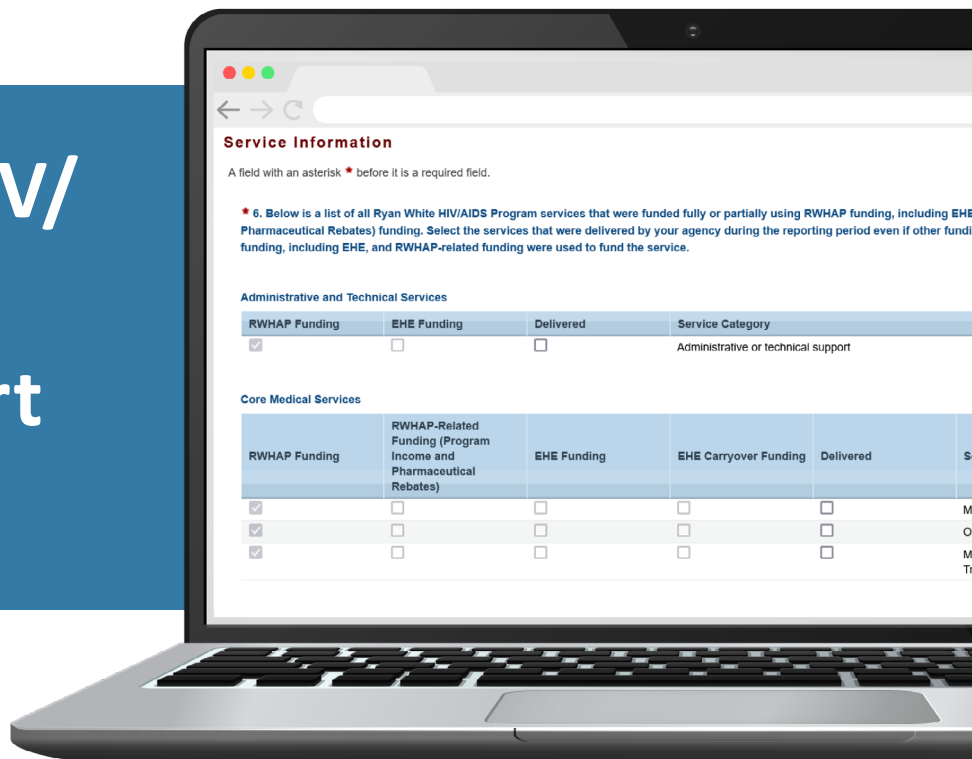 V/
rt
Service Information
A field with an asterisk * before it is a required field.
* 6. Below is a list of all Ryan White HIV/AIDS Program services that were funded fully or partially using RWHAP funding, including EHE
Pharmaceutical Rebates) funding. Select the services that were delivered by your agency during the reporting period even if other fundi
funding, including EHE, and RWHAP-related funding were used to fund the service.
Administrative and Technical Services
RWHAP Funding EHE Funding Delivered Service Category
Administrative or technical support
Core Medical Services
RWHAP Funding RWHAP-Related Funding (Program Income and Pharmaceutical Rebates) EHE Funding EHE Carryover Funding Delivered S
M
O
M
Tr